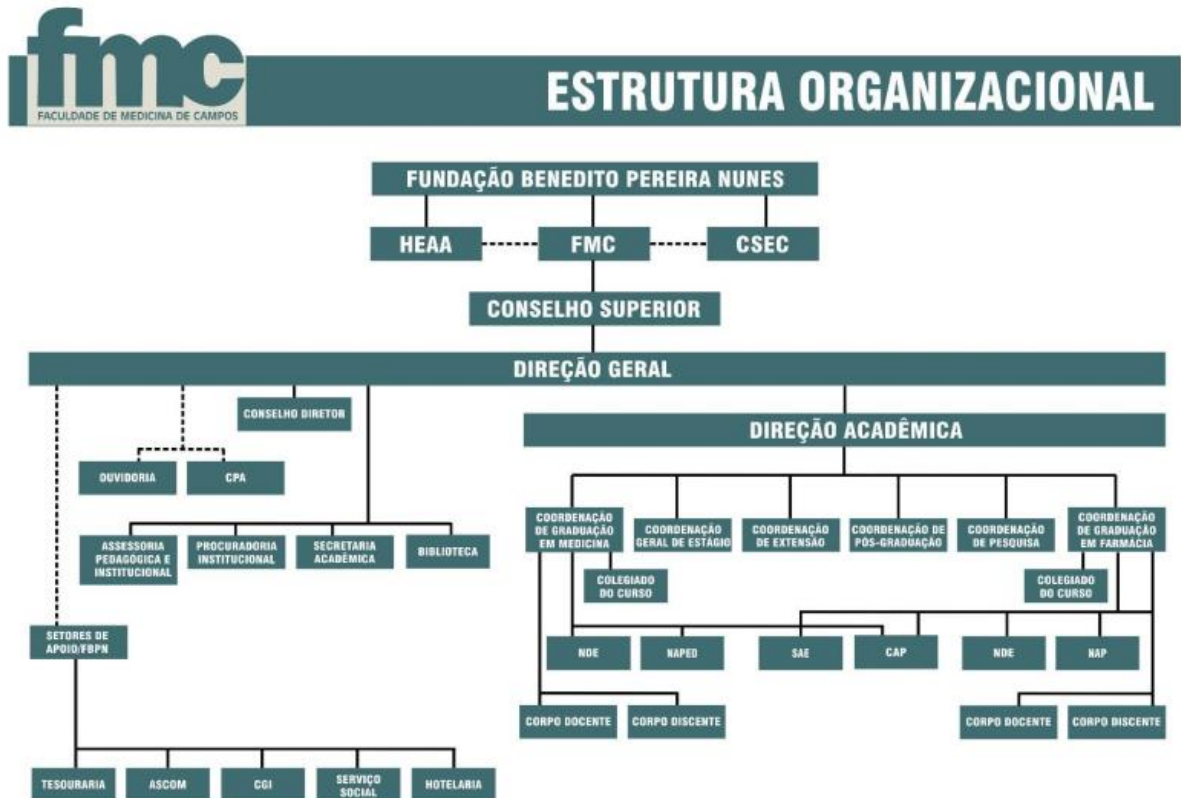 fmc
FACULDADE DE MEDICINA DE CAMPOS
ESTRUTURA ORGANIZACIONAL
FUNDAÇÃO BENEDITO PEREIRA NUNES
HEAA
FMC
CSEC
CONSELHO SUPERIOR
DIREÇÃO GERAL
CONSELHO DIRETOR
DIREÇÃO ACADÊMICA
OUVIDORIA
CPA
ASSESSORIA
PEDAGÓGICA E
INSTITUCIONAL
PROCURADORIA
INSTITUCIONAL
SECRETARIA
ACADÊMICA
BIBLIOTECA
COORDENAÇÃO
DE GRADUAÇÃO
EM MEDICINA
COORDENAÇÃO
GERAL DE ESTÁGIO
COORDENAÇÃO
DE EXTENSÃO
COORDENAÇÃO DE
PÓS-GRADUAÇÃO
COORDENAÇÃO
DE PESQUISA
COORDENAÇÃO
DE GRADUAÇÃO
EM FARMÁCIA
COLEGIADO
DO CURSO
COLEGIADO
DO CURSO
SETORES DE
APOIO/FBPN
NDE
NAPED
SAE
CAP
NDE
NAP
CORPO DOCENTE
CORPO DISCENTE
CORPO DOCENTE
CORPO DISCENTE
TESOURARIA
ASCOM
CGI
SERVIÇO
SOCIAL
HOTELARIA